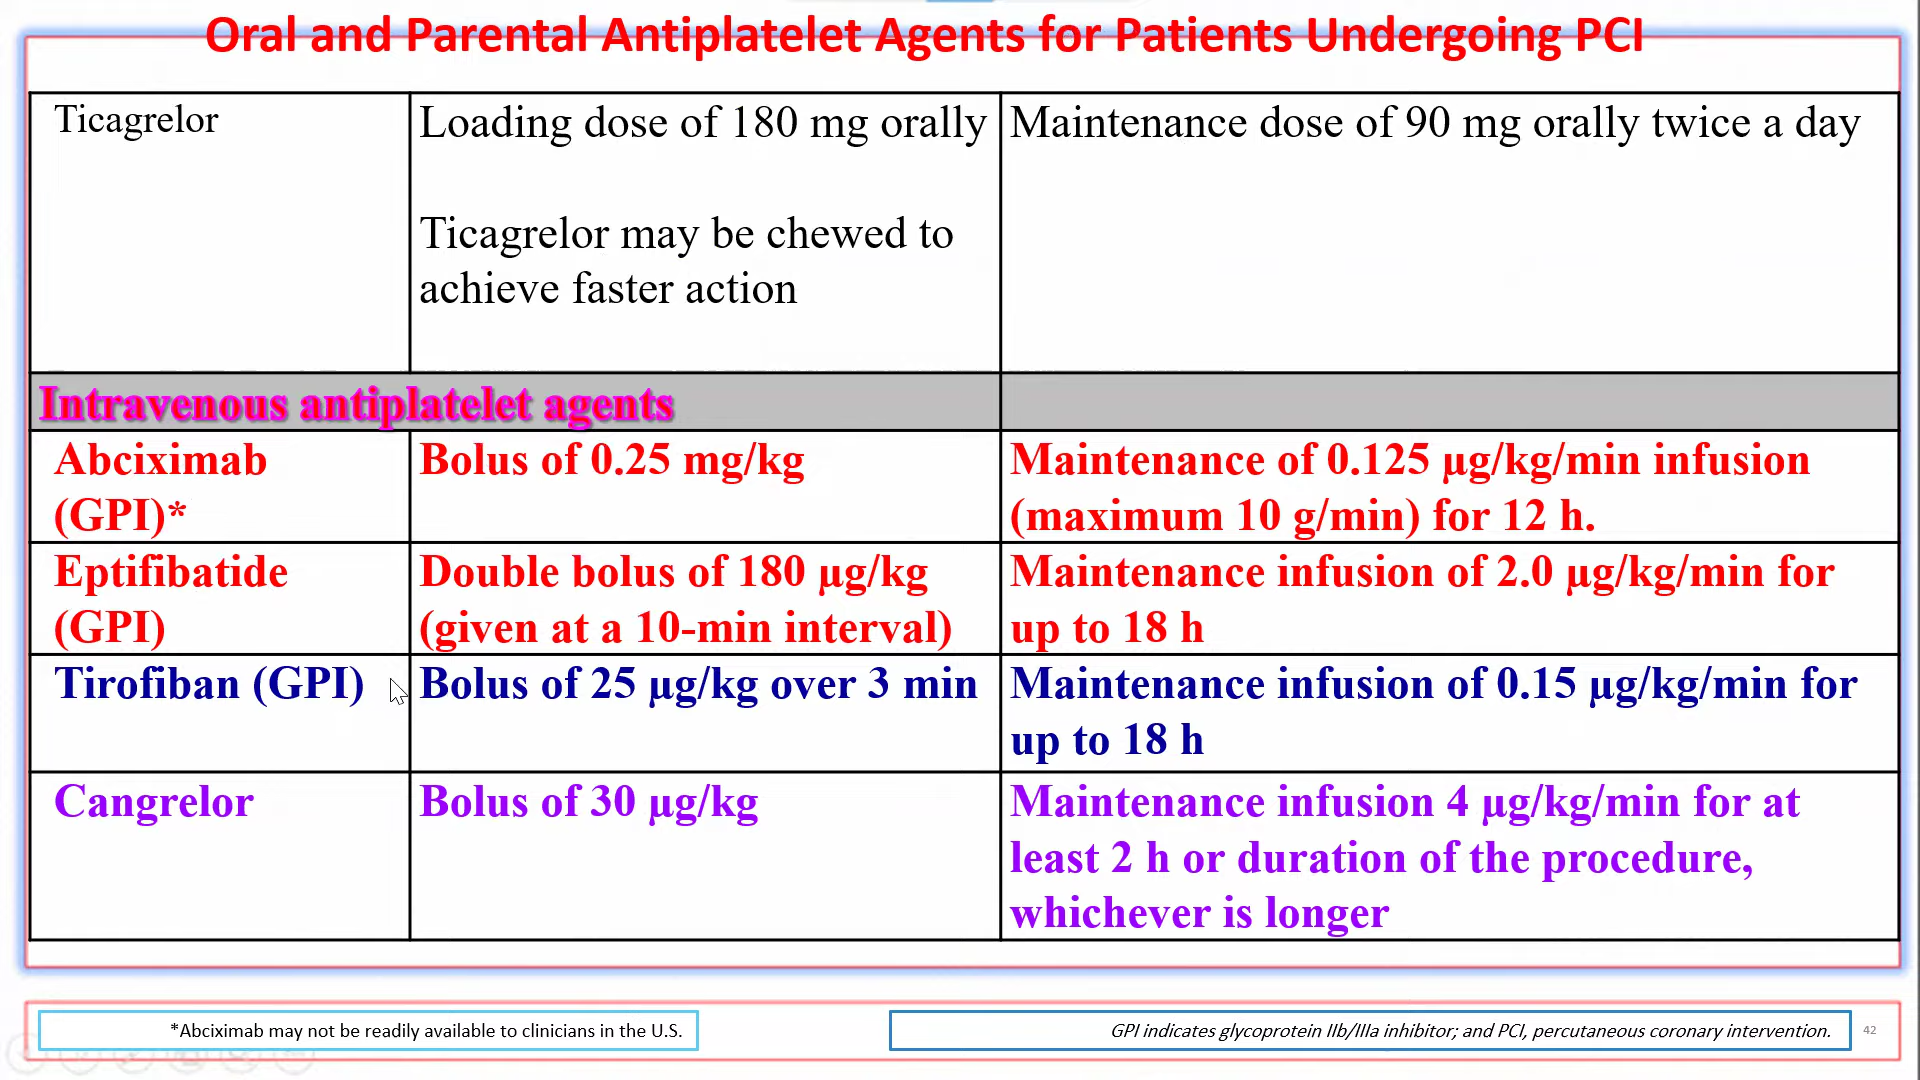 Oral and Parental Antiplatelet Agents for Patients Undergoing PCI
Ticagrelor
Loading dose of 180 mg orally
Ticagrelor may be chewed to
achieve faster action
Maintenance dose of 90 mg orally twice a day
Intravenous antiplatelet agents
Abciximab
(GPI)*
Bolus of 0.25 mg/kg
Maintenance of 0.125 μg/kg/min infusion
(maximum 10 g/min) for 12 h.
Eptifibatide
(GPI)
Double bolus of 180 μg/kg
(given at a 10-min interval)
Maintenance infusion of 2.0 μg/kg/min for
up to 18 h
Tirofiban (GPI)
Bolus of 25 μg/kg over 3 min
Maintenance infusion of 0.15 μg/kg/min for
up to 18 h
Cangrelor
Bolus of 30 μg/kg
Maintenance infusion 4 μg/kg/min for at
least 2 h or duration of the procedure,
whichever is longer
*Abciximab may not be readily available to clinicians in the U.S.
GPI indicates glycoprotein IIb/IIIa inhibitor; and PCI, percutaneous coronary intervention.
42